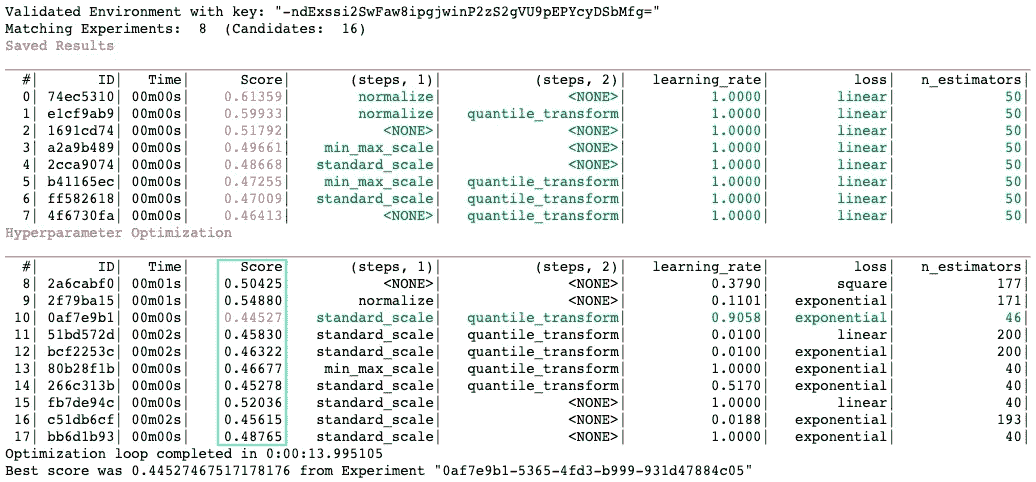 Validated Environment with key: "-ndExssi2SwFaw8ipgjwinP2zS2gVU9pEPYcyDSbMfg="
Matching Experiments:  8  (Candidates:  16)
Saved Results
#| ID| Time| Score| (steps, 1)| (steps, 2)| learning_rate| loss| n_estimators|
0| 74ec5310| 00m00s| 0.61359| normalize| <NONE>| 1.0000| linear| 50|
1| e1cf9ab9| 00m00s| 0.59933| normalize| quantile_transform| 1.0000| linear| 50|
2| 1691cd74| 00m00s| 0.51792| <NONE>| <NONE>| 1.0000| linear| 50|
3| a2a9b489| 00m00s| 0.49661| min_max_scale| <NONE>| 1.0000| linear| 50|
4| 2cca9074| 00m00s| 0.48668| standard_scale| <NONE>| 1.0000| linear| 50|
5| b41165ec| 00m00s| 0.47255| min_max_scale| quantile_transform| 1.0000| linear| 50|
6| ff582618| 00m00s| 0.47009| standard_scale| quantile_transform| 1.0000| linear| 50|
7| 4f6730fa| 00m00s| 0.46413| <NONE>| quantile_transform| 1.0000| linear| 50|
Hyperparameter Optimization
#| ID| Time| Score| (steps, 1)| (steps, 2)| learning_rate| loss| n_estimators|
8| 2a6cabf0| 00m01s| 0.50425| <NONE>| <NONE>| 0.3790| square| 177|
9| 2f79ba15| 00m01s| 0.54880| normalize| <NONE>| 0.1101| exponential| 171|
10| 0af7e9b1| 00m00s| 0.44527| standard_scale| quantile_transform| 0.9058| exponential| 46|
11| 51bd572d| 00m02s| 0.45830| standard_scale| quantile_transform| 0.0100| linear| 200|
12| bcf2253c| 00m02s| 0.46322| standard_scale| quantile_transform| 0.0100| exponential| 200|
13| 80b28f1b| 00m00s| 0.46677| min_max_scale| <NONE>| 1.0000| exponential| 40|
14| 266c313b| 00m00s| 0.45278| standard_scale| quantile_transform| 0.5170| exponential| 40|
15| fb7de94c| 00m00s| 0.52036| standard_scale| <NONE>| 1.0000| linear| 40|
16| c51db6cf| 00m02s| 0.45615| standard_scale| <NONE>| 0.0188| exponential| 193|
17| bb6d1b93| 00m00s| 0.48765| standard_scale| <NONE>| 1.0000| exponential| 40|
Optimization loop completed in 0:00:13.995105
Best score was 0.44527467517178176 from Experiment "0af7e9b1-5365-4fd3-b999-931d47884c05"